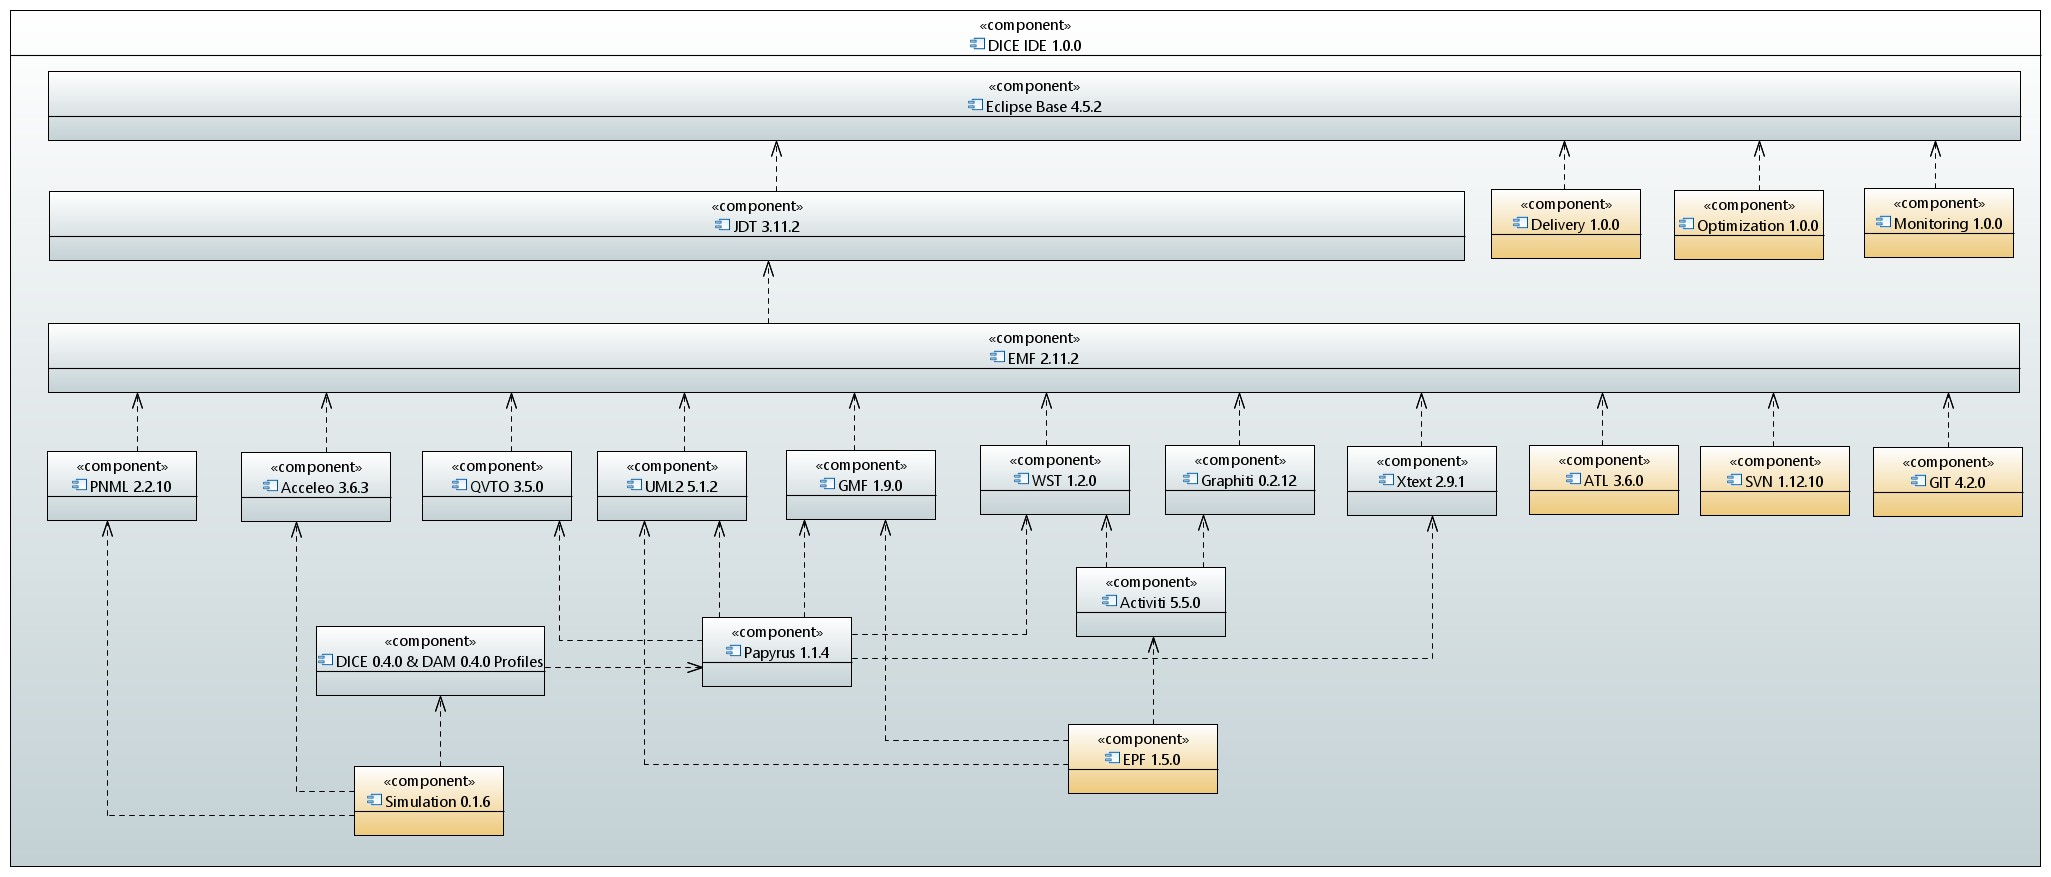 «component»
DICE IDE 1.0.0
«component»
Eclipse Base 4.5.2
«component»
JDT 3.11.2
«component»
Delivery 1.0.0
«component»
Optimization 1.0.0
«component»
Monitoring 1.0.0
«component»
EMF 2.11.2
«component»
PNML 2.2.10
«component»
Acceleo 3.6.3
«component»
QVTO 3.5.0
«component»
UML2 5.1.2
«component»
GMF 1.9.0
«component»
WST 1.2.0
«component»
Graphiti 0.2.12
«component»
Xtext 2.9.1
«component»
ATL 3.6.0
«component»
SVN 1.12.10
«component»
GIT 4.2.0
«component»
Activiti 5.5.0
«component»
DICE 0.4.0 & DAM 0.4.0 Profiles
«component»
Papyrus 1.1.4
«component»
EPF 1.5.0
«component»
Simulation 0.1.6